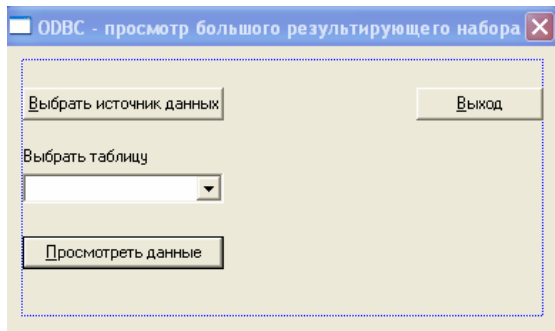 ODBC - просмотр большого результирующего набора
Выбрать источник данных
Выход
Выбрать таблицу
Просмотреть данные